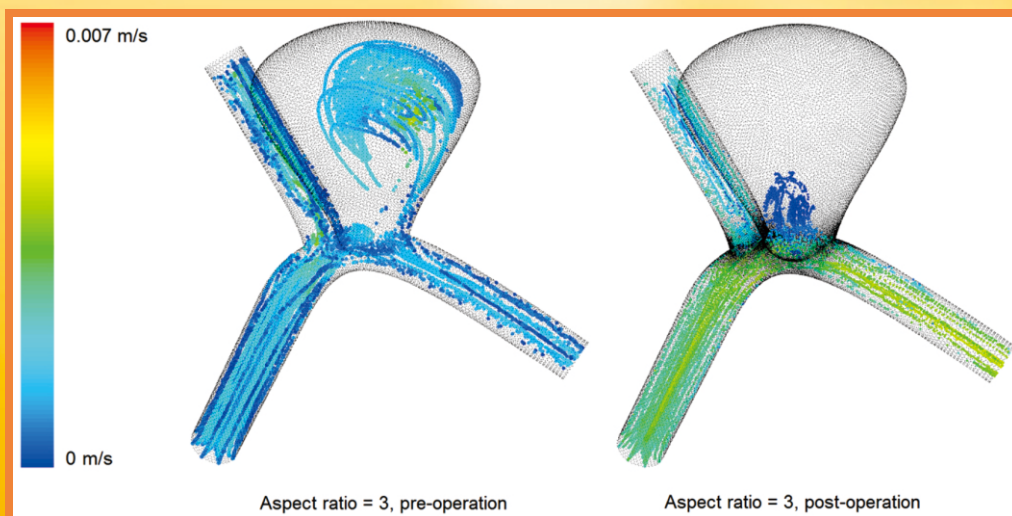 0.007 m/s
0 m/s
Aspect ratio = 3, pre-operation
Aspect ratio = 3, post-operation